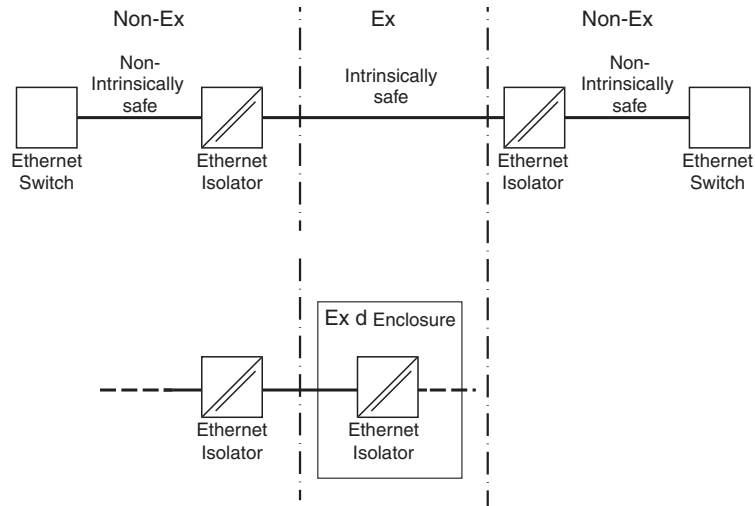 Non-Ex
Ex
Non-Ex
Non-
Intrinsically
safe
Intrinsically
safe
Non-
Intrinsically
safe
Ethernet
Switch
Ethernet
Isolator
Ethernet
Isolator
Ethernet
Switch
Ex d Enclosure
Ethernet
Isolator
Ethernet
Isolator